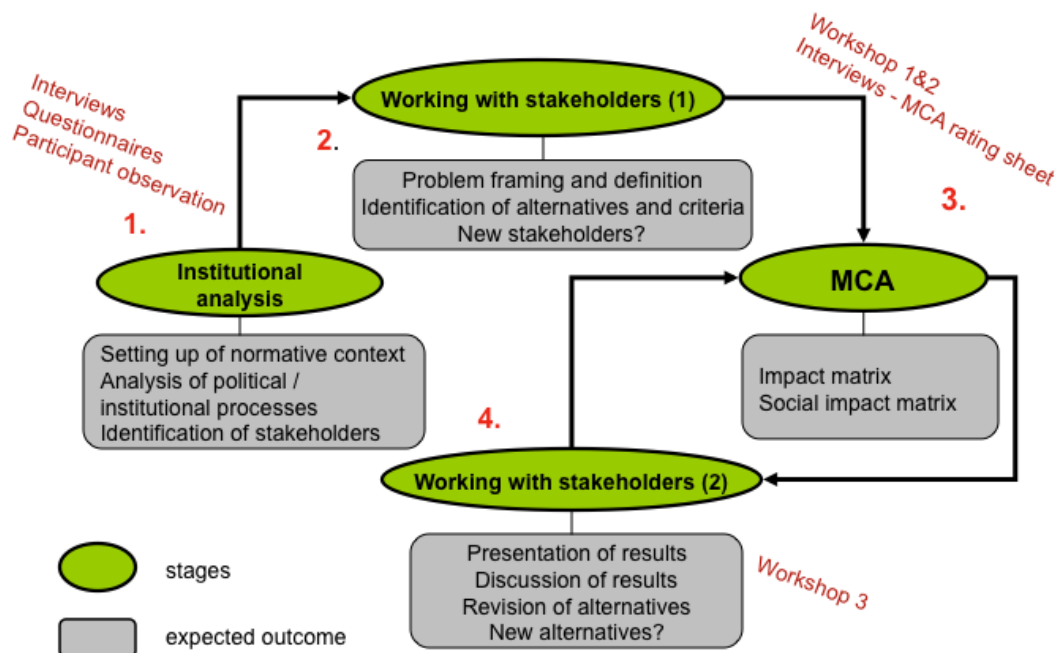 Interviews
Questionnaires
Participant observation
1.
Institutional
analysis
Setting up of normative context
Analysis of political /
institutional processes
Identification of stakeholders
2.
Working with stakeholders (1)
Problem framing and definition
Identification of alternatives and criteria
New stakeholders?
Workshop 1&2
Interviews - MCA rating sheet
3.
MCA
Impact matrix
Social impact matrix
4.
Working with stakeholders (2)
Presentation of results
Discussion of results
Revision of alternatives
New alternatives?
Workshop 3
stages
expected outcome